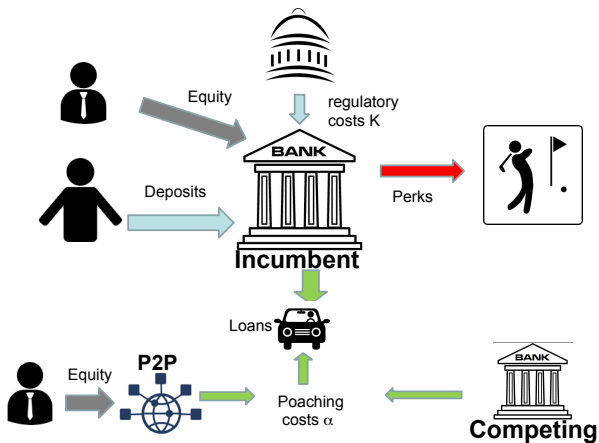 Equity
regulatory
costs K
BANK
Deposits
Perks
Incumbent
Loans
P2P
Equity
Poaching
costs α
BANK
Competing